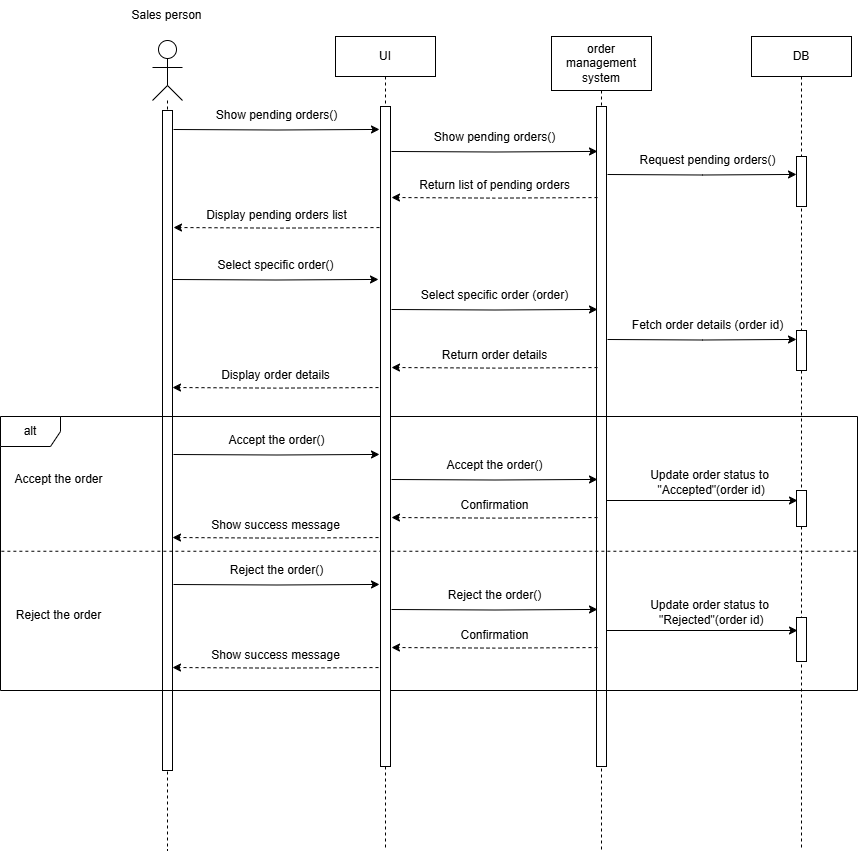 Sales person
UI
order
management
system
DB
Show pending orders()
Show pending orders()
Request pending orders()
Return list of pending orders
Display pending orders list
Select specific order()
Select specific order (order)
Fetch order details (order id)
Return order details
Display order details
alt
Accept the order()
Accept the order
Accept the order()
Update order status to
"Accepted"(order id)
Confirmation
Show success message
Reject the order()
Reject the order
Reject the order()
Update order status to
"Rejected"(order id)
Confirmation
Show success message